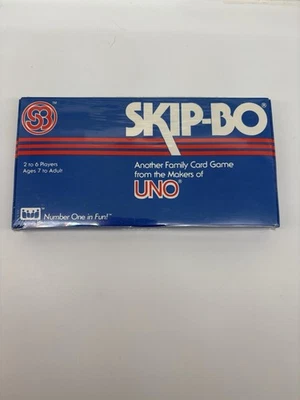 SB
SKIP-BO®
2 to 6 Players
Ages 7 to Adult
Another Family Card Game
from the Makers of
UNO®
Number One in Fun!™